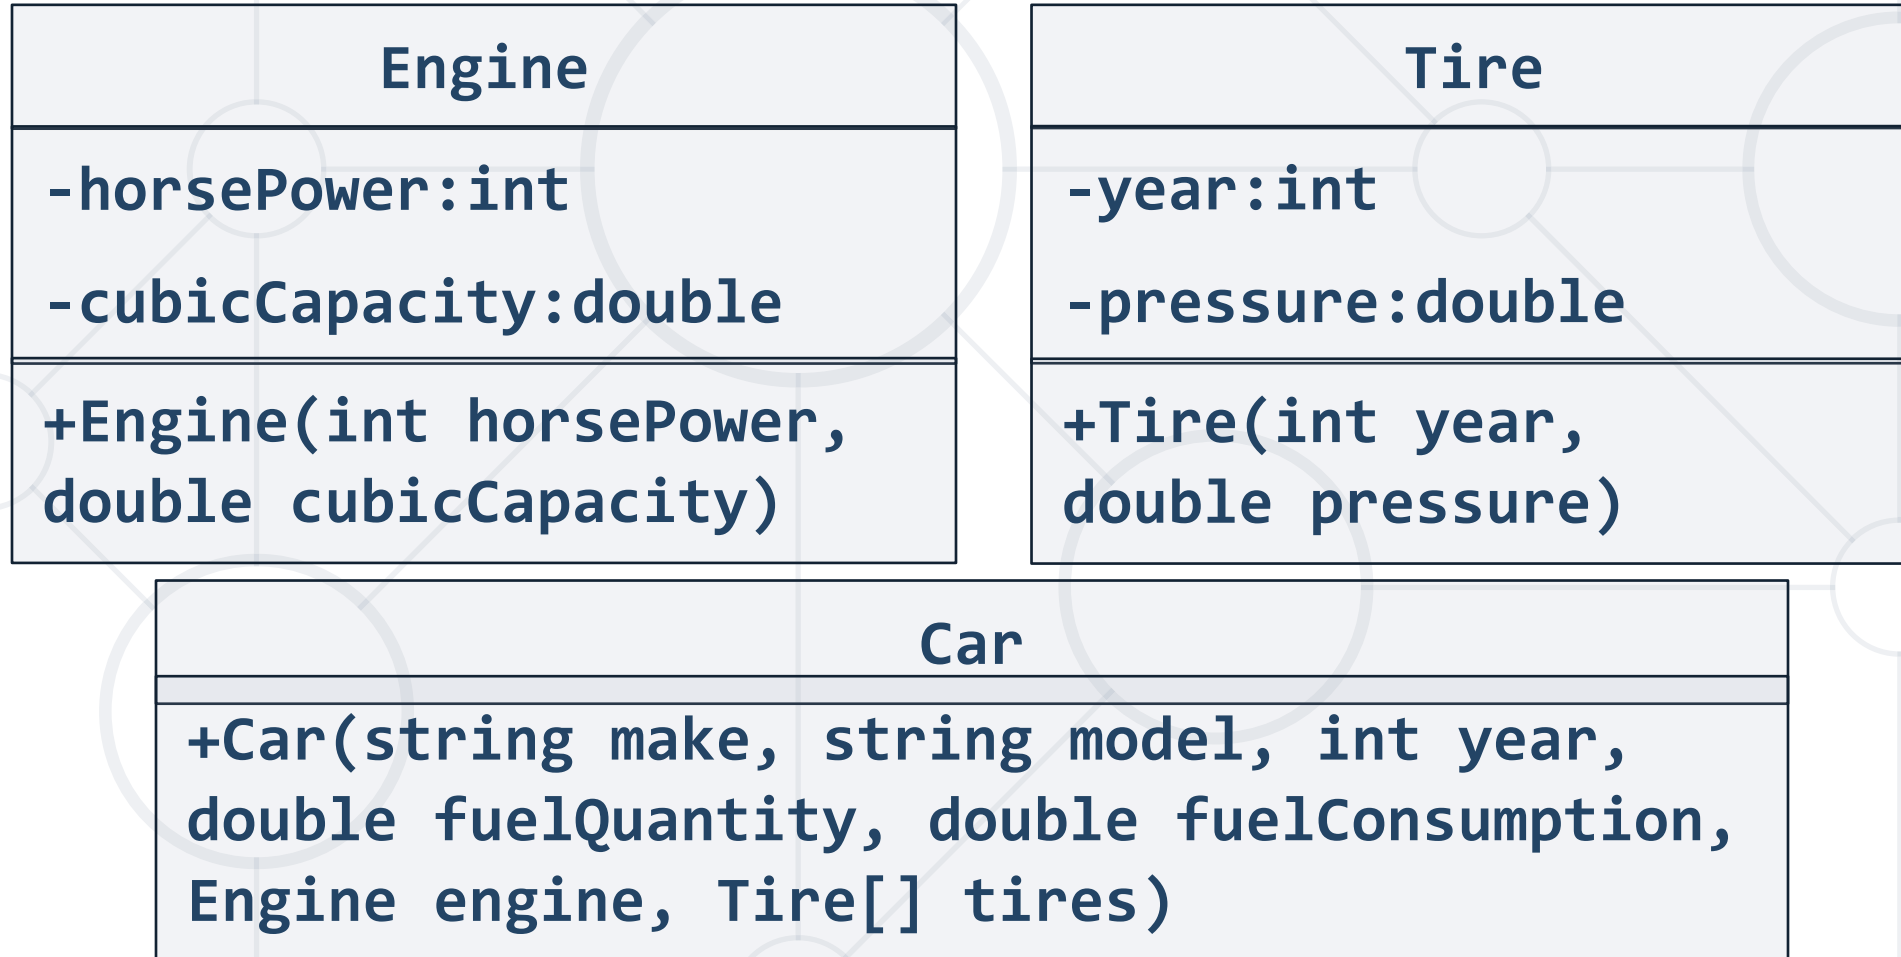 Engine
-horsePower:int
-cubicCapacity:double
+Engine(int horsePower,
double cubicCapacity)
Tire
-year:int
-pressure:double
+Tire(int year,
double pressure)
Car
+Car(string make, string model, int year,
double fuelQuantity, double fuelConsumption,
Engine engine, Tire[] tires)